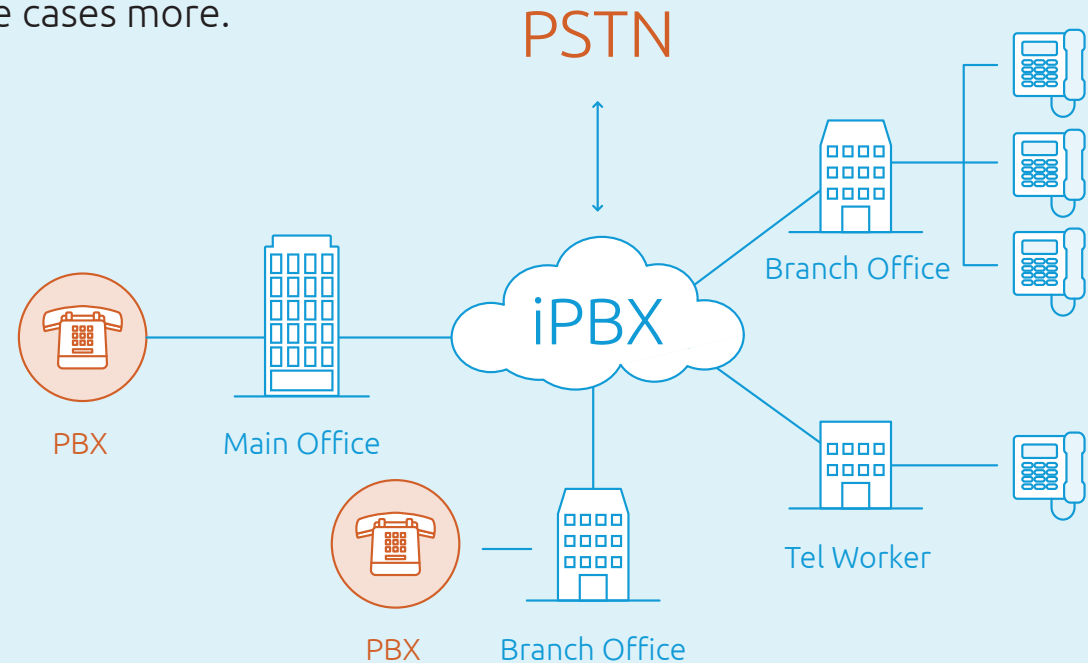 e cases more.
PSTN
Branch Office
iPBX
PBX
Main Office
Tel Worker
PBX
Branch Office